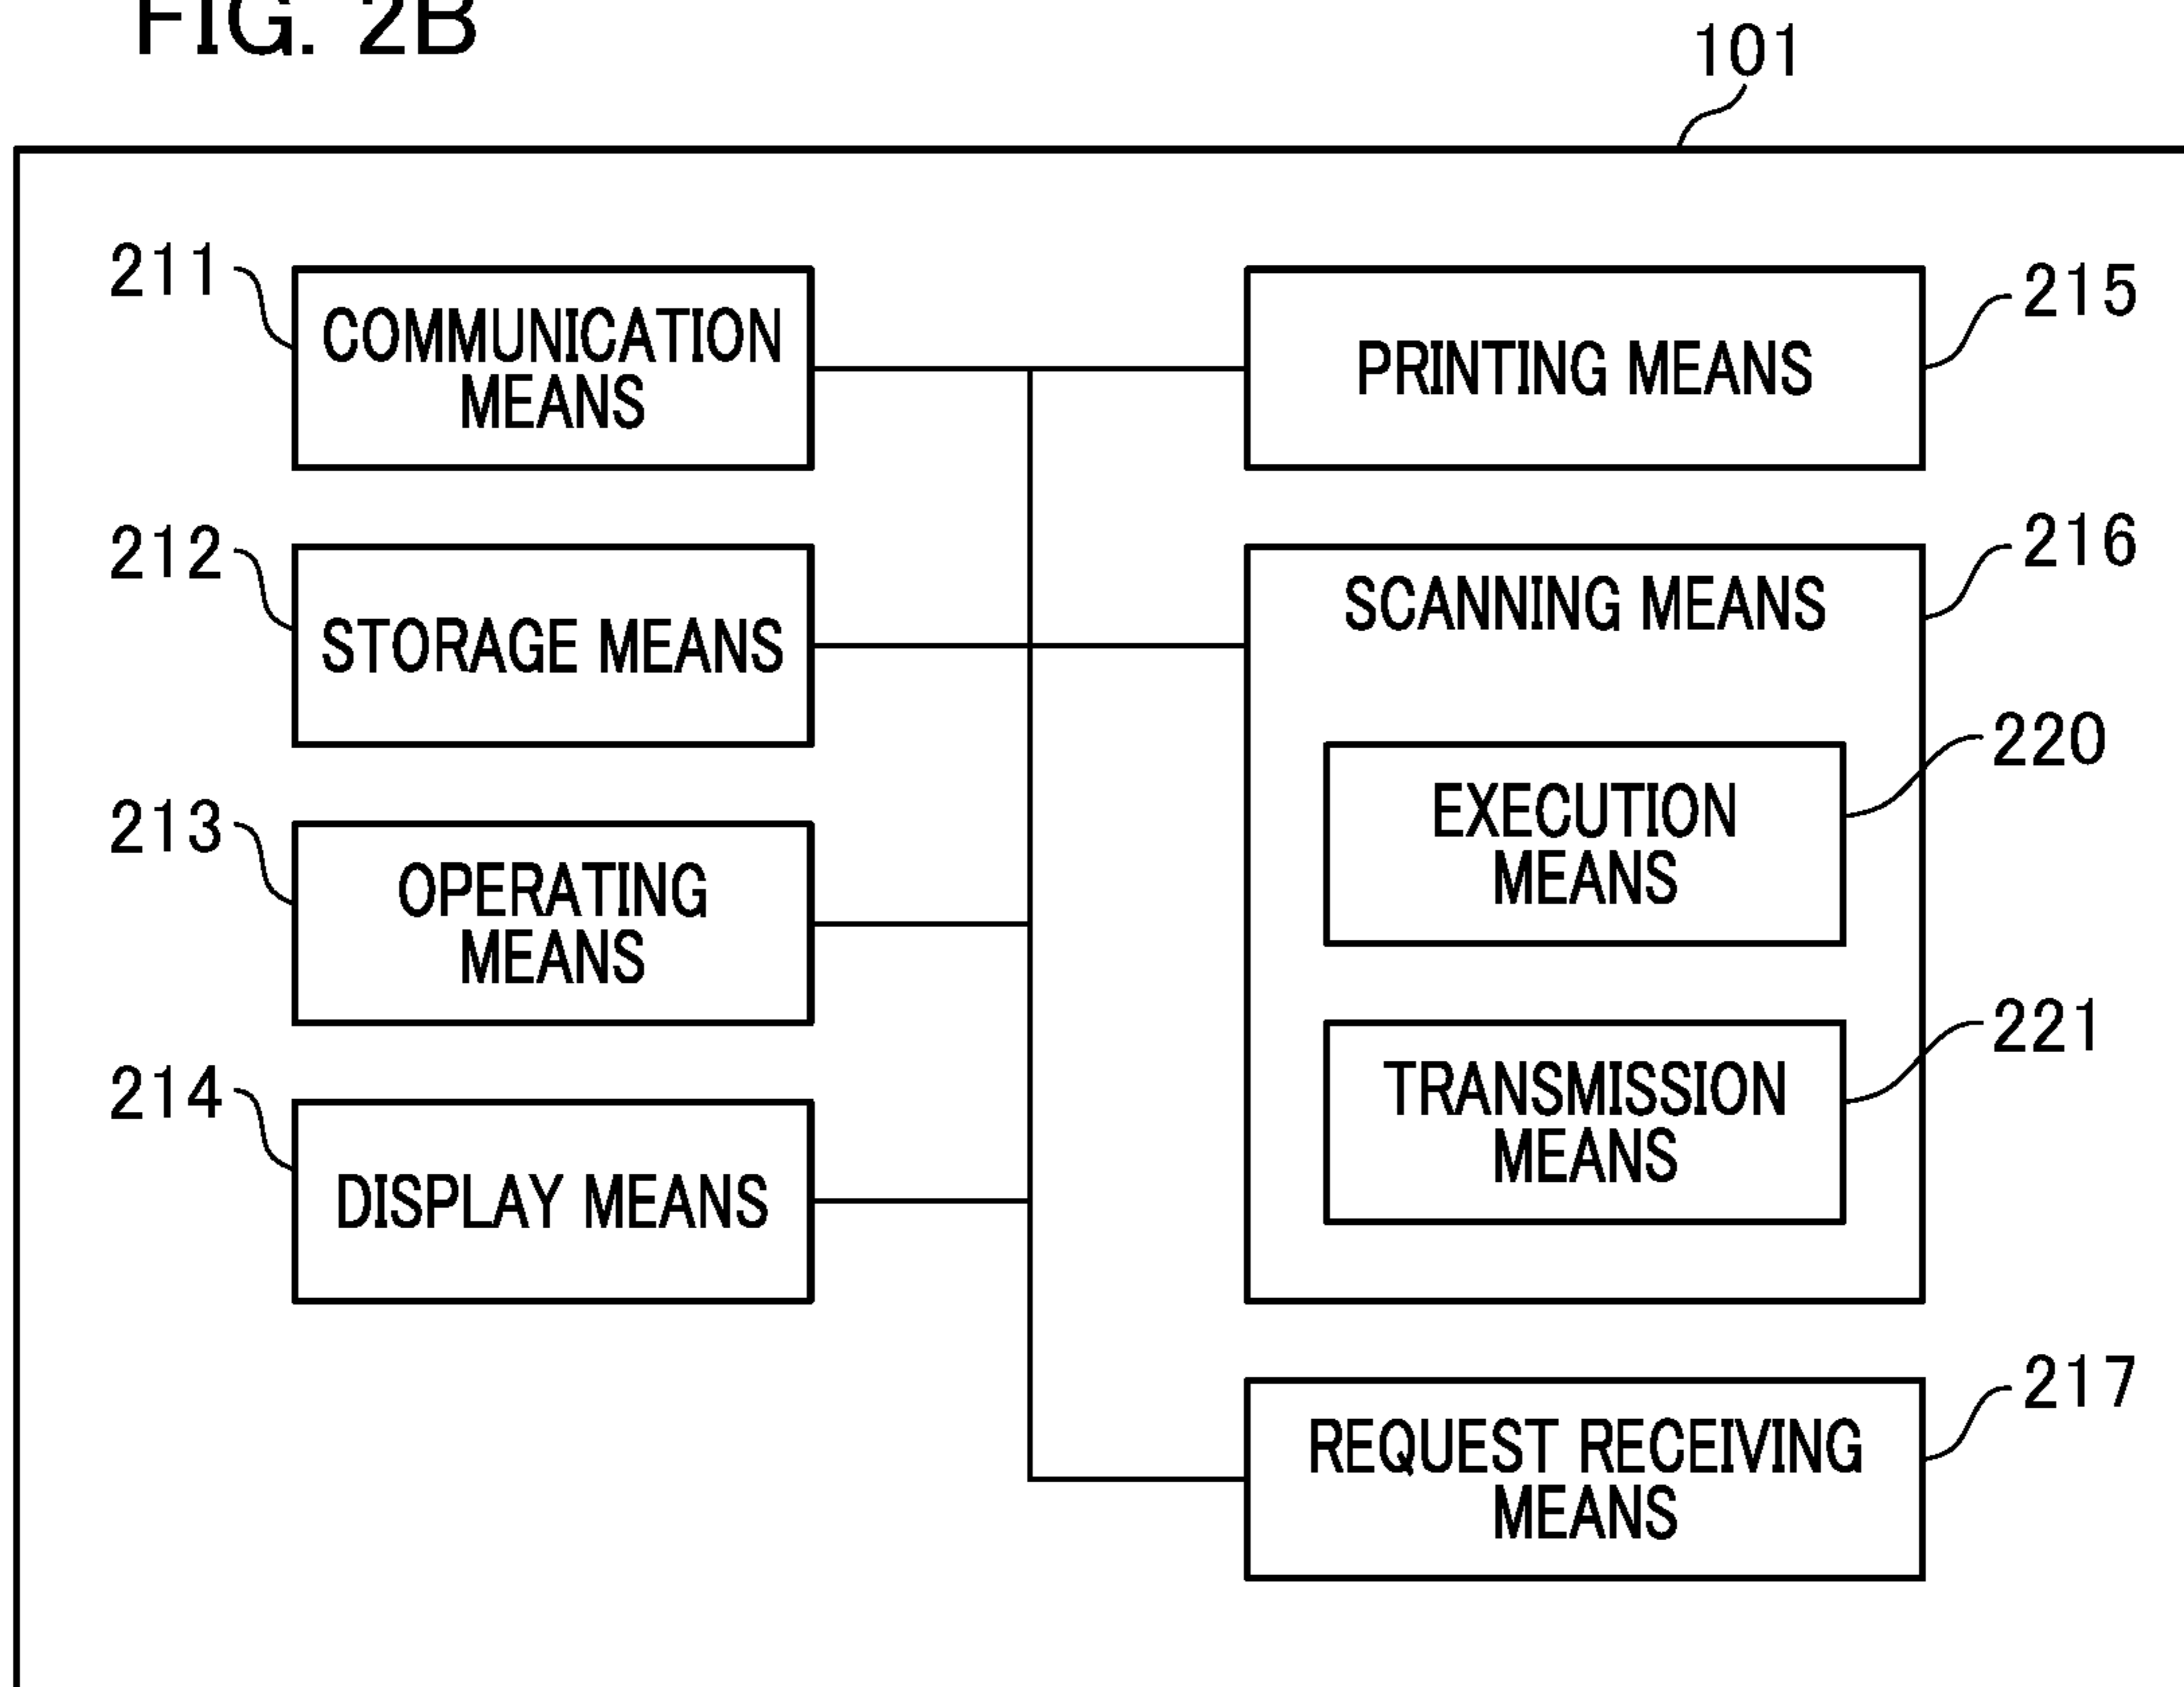 FIG. 2B
101
211
COMMUNICATION
MEANS
212
STORAGE MEANS
213
OPERATING
MEANS
214
DISPLAY MEANS
215
PRINTING MEANS
216
SCANNING MEANS
220
EXECUTION
MEANS
221
TRANSMISSION
MEANS
217
REQUEST RECEIVING
MEANS